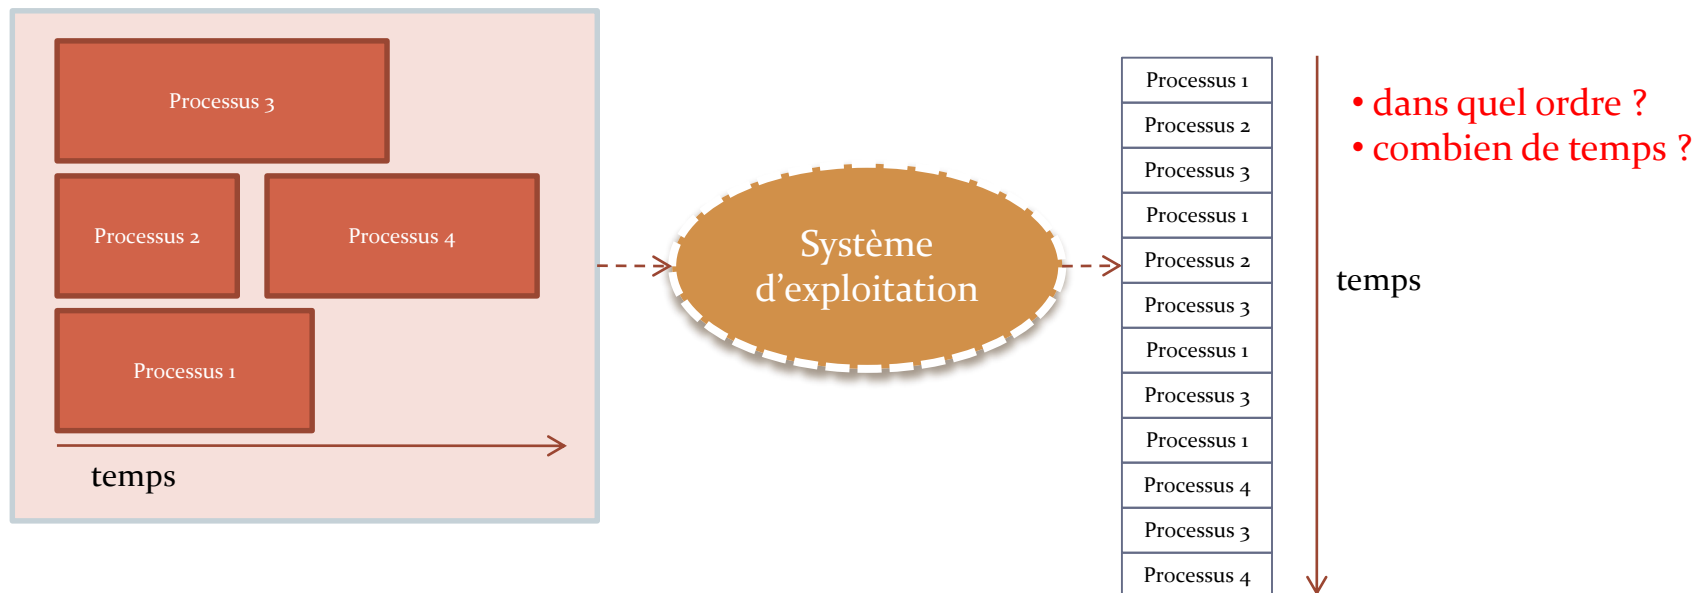 Processus 3
Processus 2
Processus 4
Processus 1
temps
Système
d’exploitation
Processus 1
Processus 2
Processus 3
Processus 1
Processus 2
Processus 3
Processus 1
Processus 3
Processus 1
Processus 4
Processus 3
Processus 4
temps
• dans quel ordre ?
• combien de temps ?